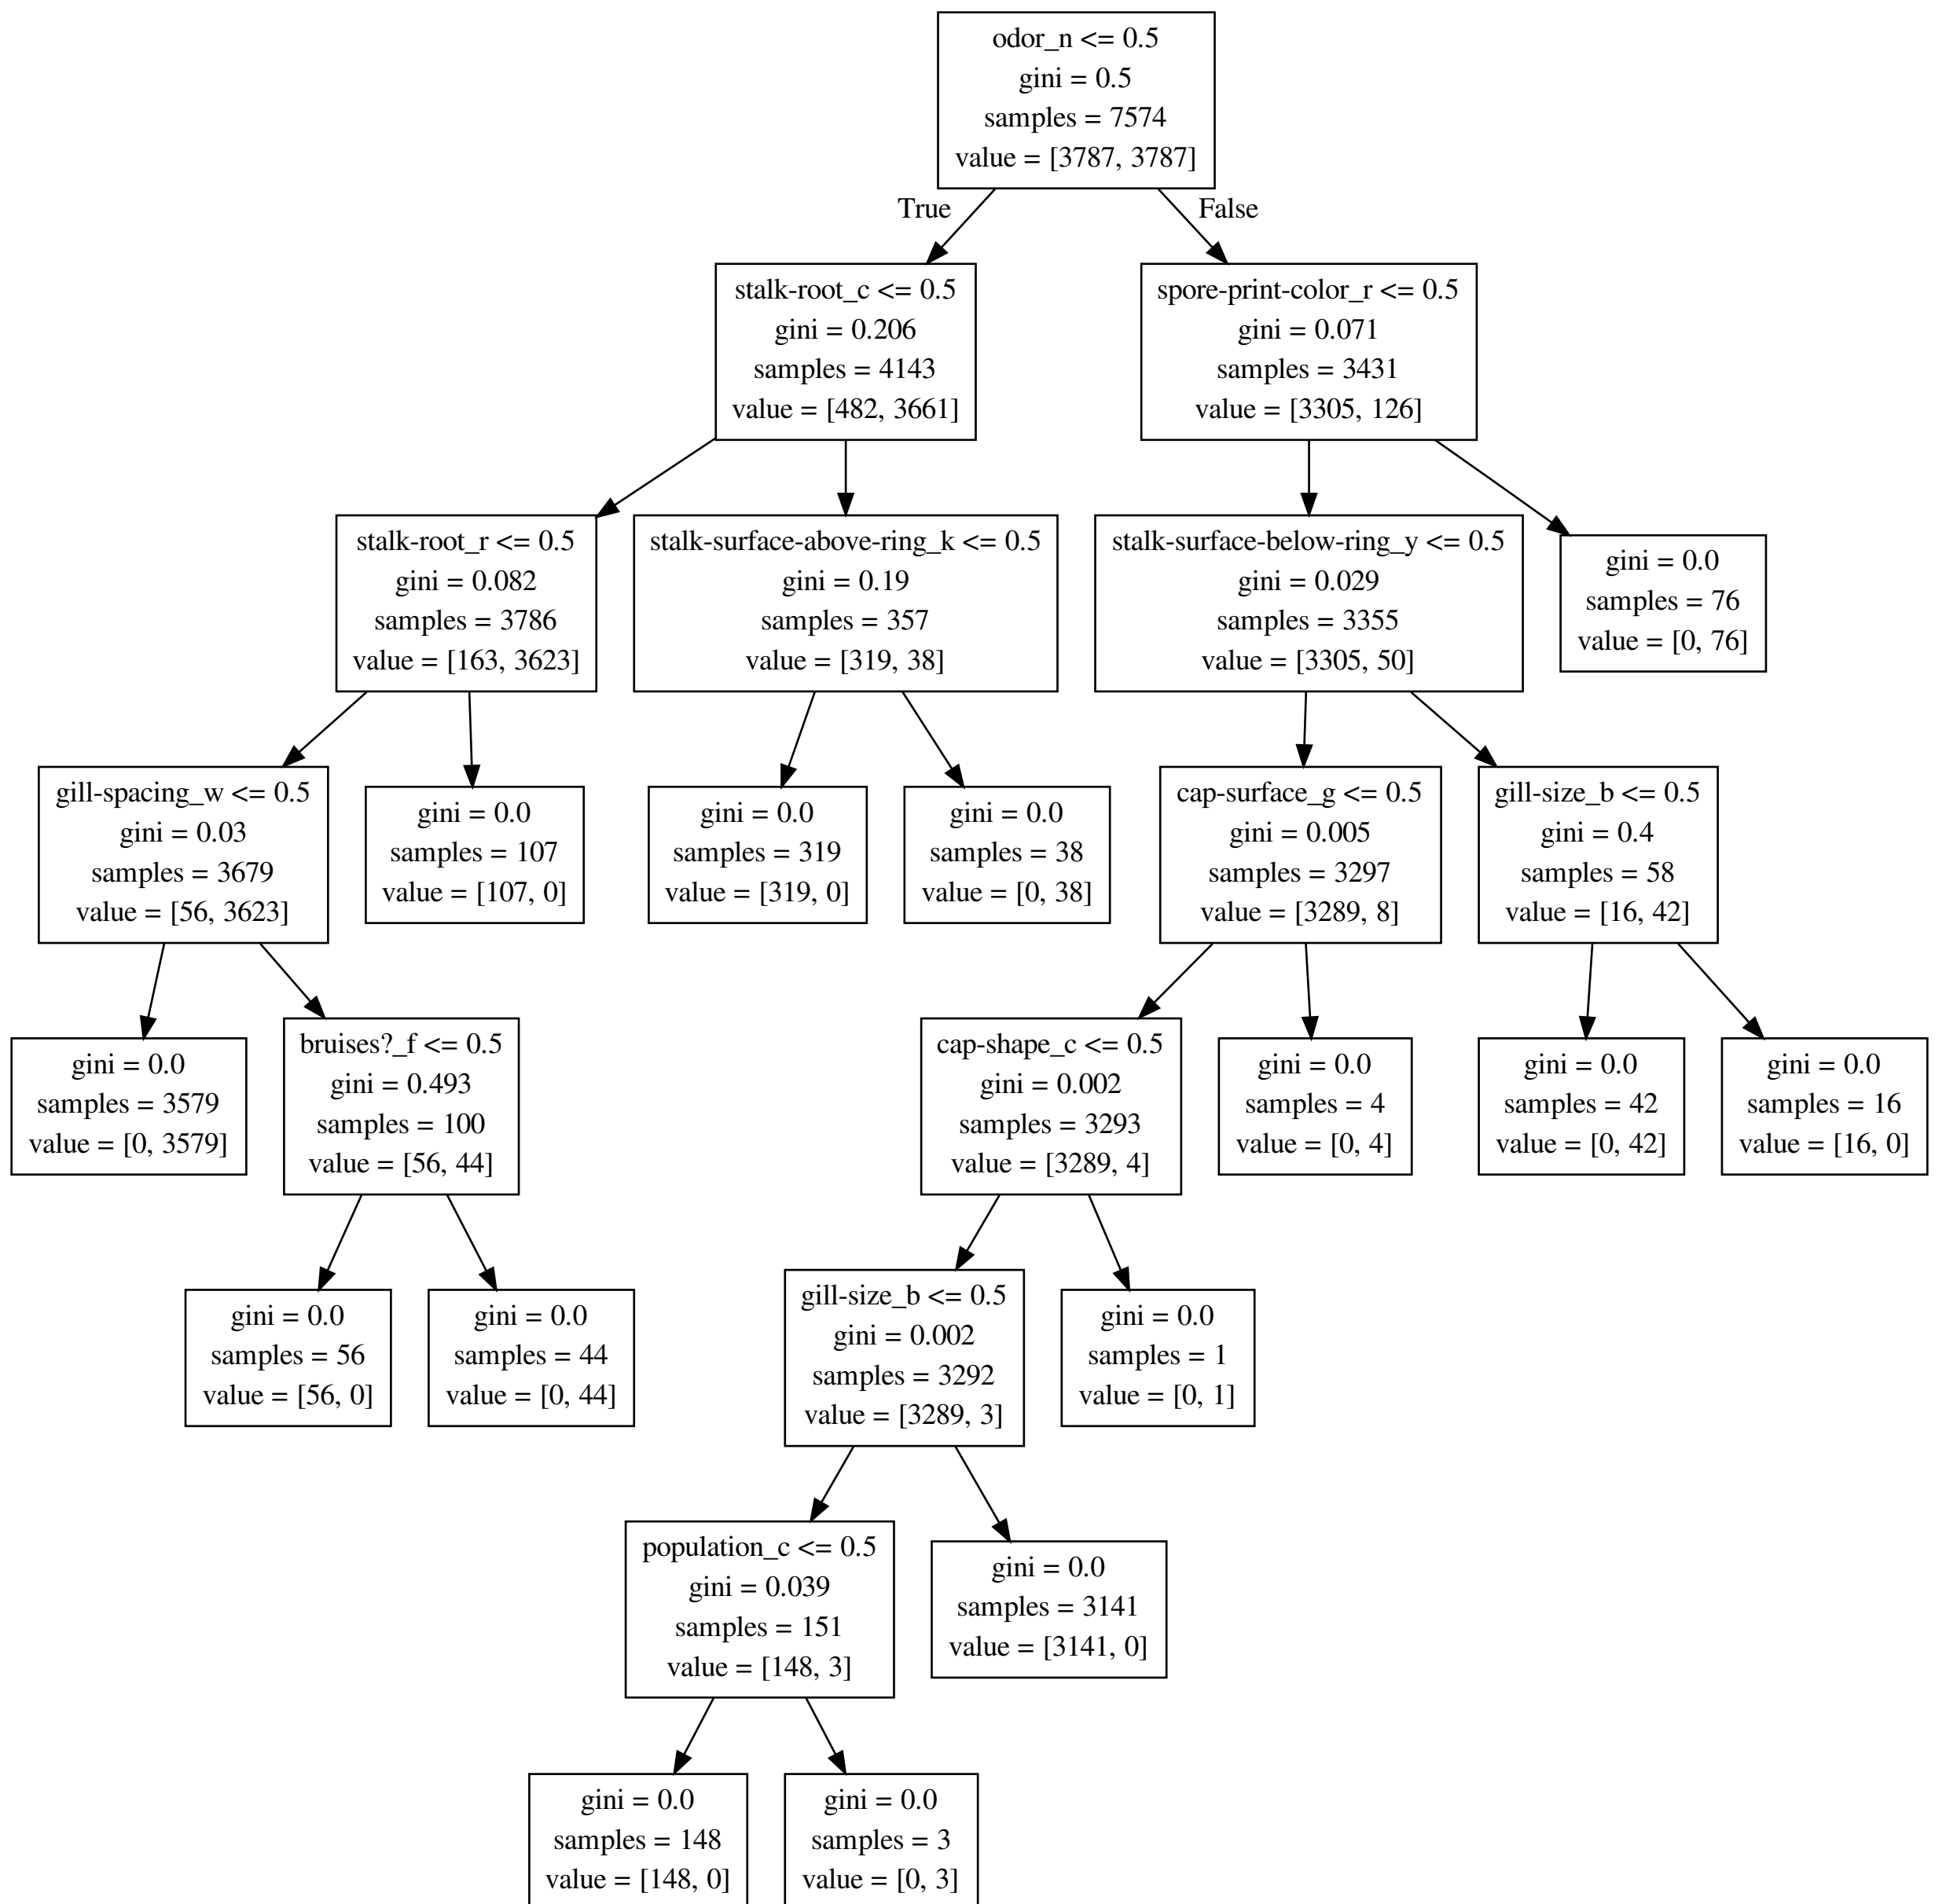 odor_n <= 0.5
gini = 0.5
samples = 7574
value = [3787, 3787]
True
False
stalk-root_c <= 0.5
gini = 0.206
samples = 4143
value = [482, 3661]
spore-print-color_r <= 0.5
gini = 0.071
samples = 3431
value = [3305, 126]
stalk-root_r <= 0.5
gini = 0.082
samples = 3786
value = [163, 3623]
stalk-surface-above-ring_k <= 0.5
gini = 0.19
samples = 357
value = [319, 38]
stalk-surface-below-ring_y <= 0.5
gini = 0.029
samples = 3355
value = [3305, 50]
gini = 0.0
samples = 76
value = [0, 76]
gill-spacing_w <= 0.5
gini = 0.03
samples = 3679
value = [56, 3623]
gini = 0.0
samples = 107
value = [107, 0]
gini = 0.0
samples = 319
value = [319, 0]
gini = 0.0
samples = 38
value = [0, 38]
cap-surface_g <= 0.5
gini = 0.005
samples = 3297
value = [3289, 8]
gill-size_b <= 0.5
gini = 0.4
samples = 58
value = [16, 42]
gini = 0.0
samples = 3579
value = [0, 3579]
bruises?_f <= 0.5
gini = 0.493
samples = 100
value = [56, 44]
cap-shape_c <= 0.5
gini = 0.002
samples = 3293
value = [3289, 4]
gini = 0.0
samples = 4
value = [0, 4]
gini = 0.0
samples = 42
value = [0, 42]
gini = 0.0
samples = 16
value = [16, 0]
gini = 0.0
samples = 56
value = [56, 0]
gini = 0.0
samples = 44
value = [0, 44]
gill-size_b <= 0.5
gini = 0.002
samples = 3292
value = [3289, 3]
gini = 0.0
samples = 1
value = [0, 1]
population_c <= 0.5
gini = 0.039
samples = 151
value = [148, 3]
gini = 0.0
samples = 3141
value = [3141, 0]
gini = 0.0
samples = 148
value = [148, 0]
gini = 0.0
samples = 3
value = [0, 3]